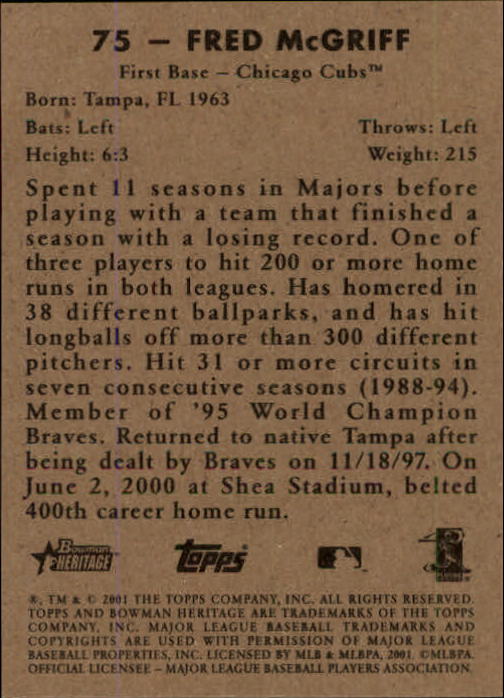 75 – FRED McGRIFF
First Base – Chicago Cubs™
Born: Tampa, FL 1963
Bats: Left Throws: Left
Height: 6:3 Weight: 215
Spent 11 seasons in Majors before
playing with a team that finished a
season with a losing record. One of
three players to hit 200 or more home
runs in both leagues. Has homered in
38 different ballparks, and has hit
longballs off more than 300 different
pitchers. Hit 31 or more circuits in
seven consecutive seasons (1988-94).
Member of '95 World Champion
Braves. Returned to native Tampa after
being dealt by Braves on 11/18/97. On
June 2, 2000 at Shea Stadium, belted
400th career home run.
Bowman
HERITAGE
Topps
®, TM & © 2001 THE TOPPS COMPANY, INC. ALL RIGHTS RESERVED.
TOPPS AND BOWMAN HERITAGE ARE TRADEMARKS OF THE TOPPS
COMPANY, INC. MAJOR LEAGUE BASEBALL TRADEMARKS AND
COPYRIGHTS ARE USED WITH PERMISSION OF MAJOR LEAGUE
BASEBALL PROPERTIES, INC. LICENSED BY MLB & MLBPA, 2001. ©MLBPA.
OFFICIAL LICENSEE – MAJOR LEAGUE BASEBALL PLAYERS ASSOCIATION.